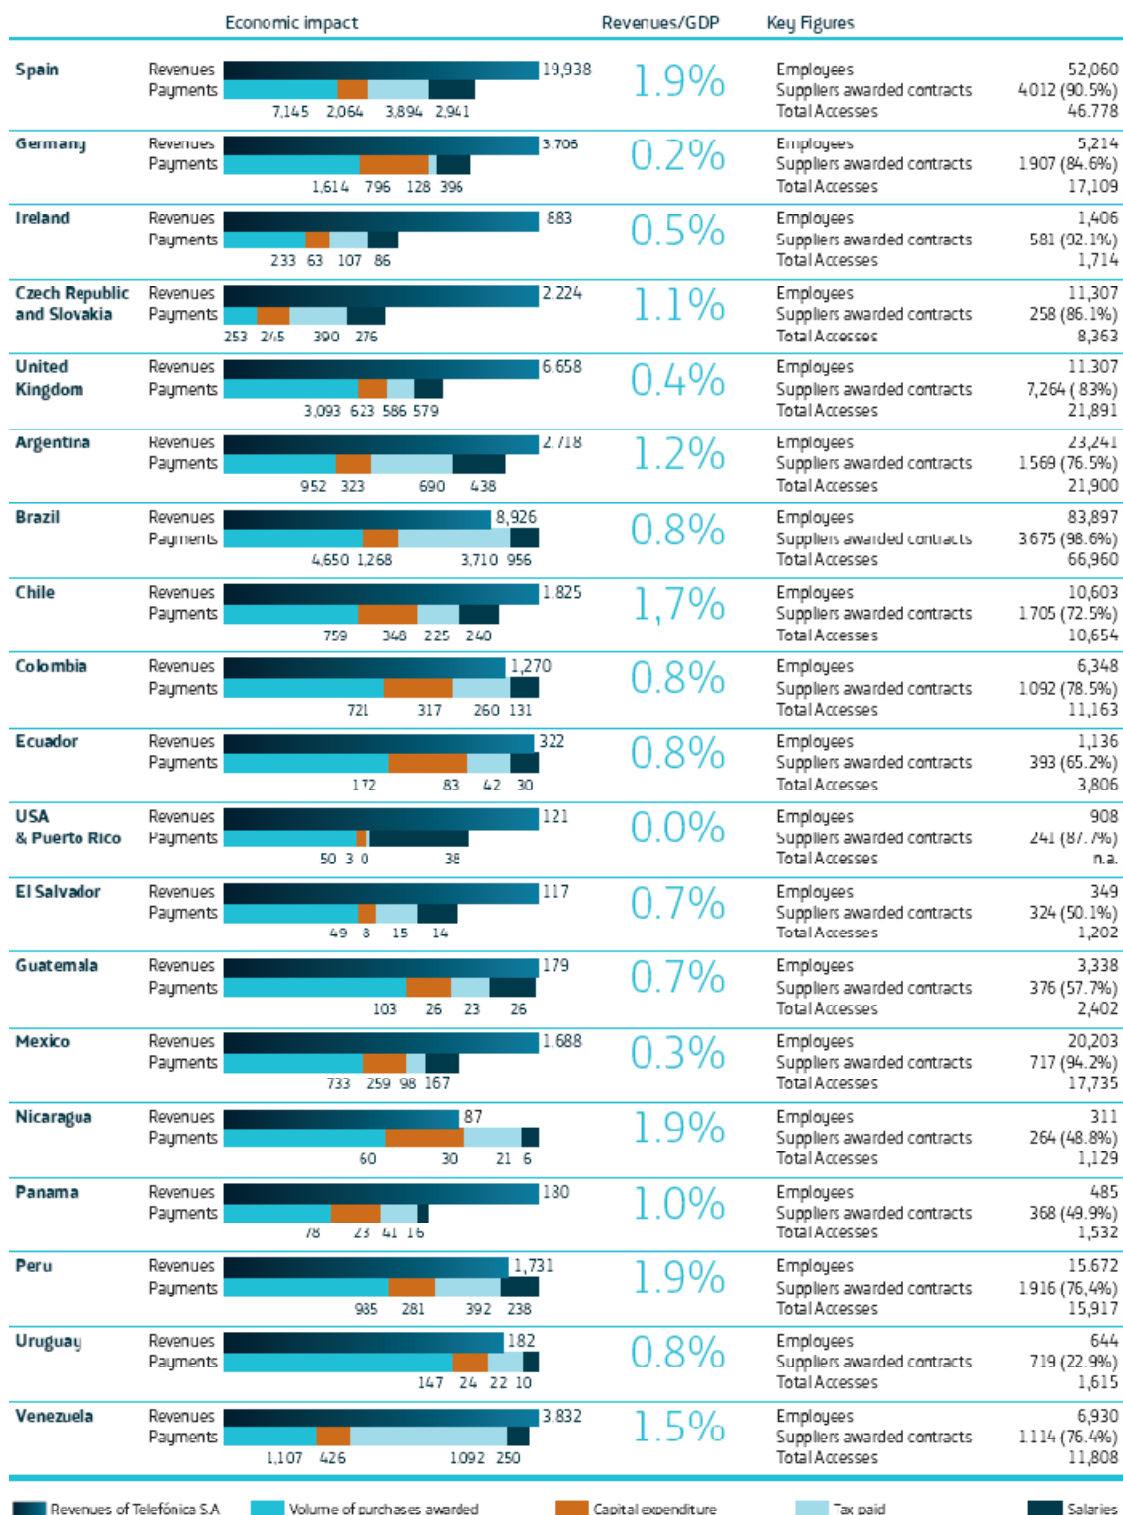 Economic impact Revenues/GDP Key Figures
Spain Revenues 19,938 1.9% Employees 52,060
Payments Suppliers awarded contracts 4012 (90.5%)
7,145 2,064 3,894 2,941 Total Accesses 46.778
Germany Revenues 3.706 0.2% Employees 5,214
Payments Suppliers awarded contracts 1907 (84.6%)
1,614 796 128 396 Total Accesses 17,109
Ireland Revenues 883 0.5% Employees 1,406
Payments Suppliers awarded contracts 581 (92.1%)
233 63 107 86 Total Accesses 1,714
Czech Republic Revenues 2.224 1.1% Employees 11,307
and Slovakia Payments Suppliers awarded contracts 258 (86.1%)
253 245 390 276 Total Accesses 8,363
United Revenues 6.658 0.4% Employees 11.307
Kingdom Payments Suppliers awarded contracts 7,264 ( 83%)
3,093 623 586 579 Total Accesses 21,891
Argentina Revenues 2.718 1.2% Employees 23,241
Payments Suppliers awarded contracts 1569 (76.5%)
952 323 690 438 Total Accesses 21,900
Brazil Revenues 8,926 0.8% Employees 83,897
Payments Suppliers awarded contracts 3675 (98.6%)
4,650 1,268 3,710 956 Total Accesses 66,960
Chile Revenues 1.825 1,7% Employees 10,603
Payments Suppliers awarded contracts 1705 (72.5%)
759 348 225 240 Total Accesses 10,654
Colombia Revenues 1,270 0.8% Employees 6,348
Payments Suppliers awarded contracts 1092 (78.5%)
721 317 260 131 Total Accesses 11,163
Ecuador Revenues 322 0.8% Employees 1,136
Payments Suppliers awarded contracts 393 (65.2%)
172 83 42 30 Total Accesses 3,806
USA Revenues 121 0.0% Employees 908
& Puerto Rico Payments Suppliers awarded contracts 241 (87.7%)
50 3 0 38 Total Accesses n.a.
El Salvador Revenues 117 0.7% Employees 349
Payments Suppliers awarded contracts 324 (50.1%)
49 8 15 14 Total Accesses 1,202
Guatemala Revenues 179 0.7% Employees 3,338
Payments Suppliers awarded contracts 376 (57.7%)
103 26 23 26 Total Accesses 2,402
Mexico Revenues 1.688 0.3% Employees 20,203
Payments Suppliers awarded contracts 717 (94.2%)
733 259 98 167 Total Accesses 17,735
Nicaragua Revenues 87 1.9% Employees 311
Payments Suppliers awarded contracts 264 (48.8%)
60 30 21 6 Total Accesses 1,129
Panama Revenues 1.0% Employees 485
Payments Suppliers awarded contracts 368 (49.9%)
78 23 41 16 Total Accesses 1,532
Peru Revenues 1,731 1.9% Employees 15.672
Payments Suppliers awarded contracts 1916 (76,4%)
985 281 392 238 Total Accesses 15,917
Uruguay Revenues 182 0.8% Employees 644
Payments Suppliers awarded contracts 719 (22.9%)
147 24 22 10 Total Accesses 1,615
Venezuela Revenues 3.832 1.5% Employees 6,930
Payments Suppliers awarded contracts 1114 (76.4%)
1,107 426 1092 250 Total Accesses 11,808
Revenues of Telefónica S.A Volume of purchases awarded Capital expenditure Tax paid Salaries